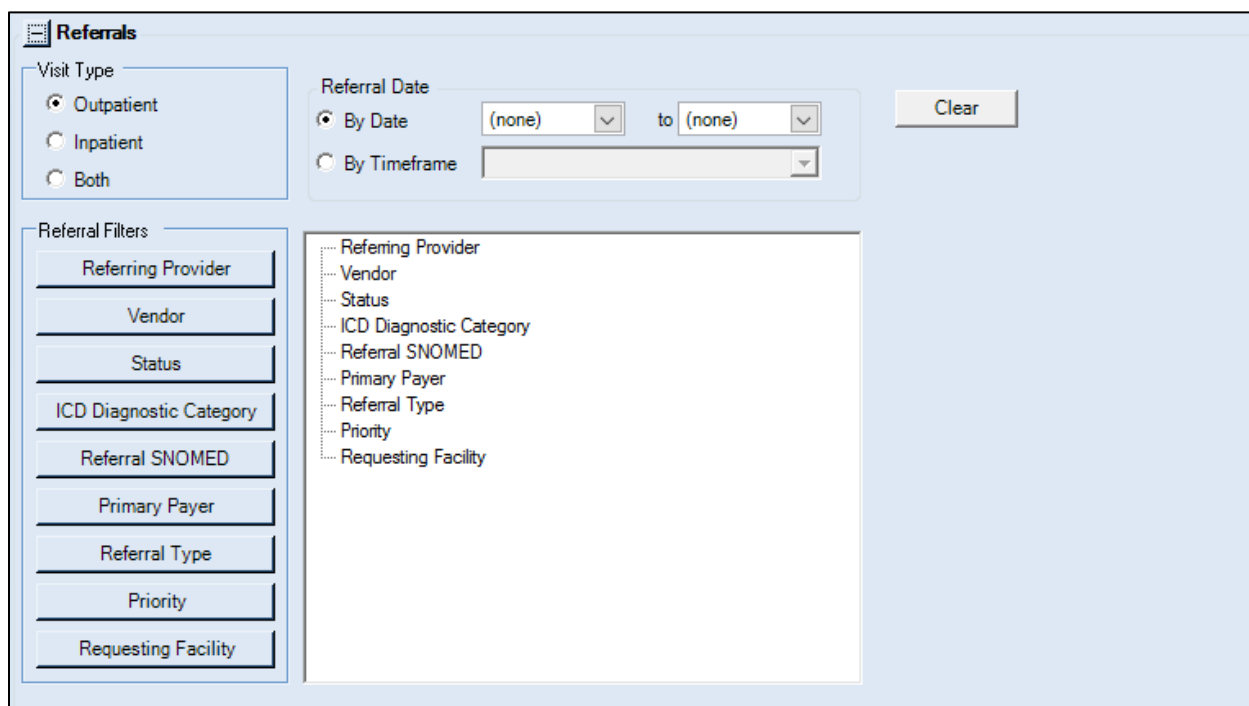 Referrals
Visit Type
Outpatient
Inpatient
Both
Referral Date
By Date (none) to (none)
By Timeframe
Clear
Referral Filters
Referring Provider
Vendor
Status
ICD Diagnostic Category
Referral SNOMED
Primary Payer
Referral Type
Priority
Requesting Facility
Referring Provider
Vendor
Status
ICD Diagnostic Category
Referral SNOMED
Primary Payer
Referral Type
Priority
Requesting Facility